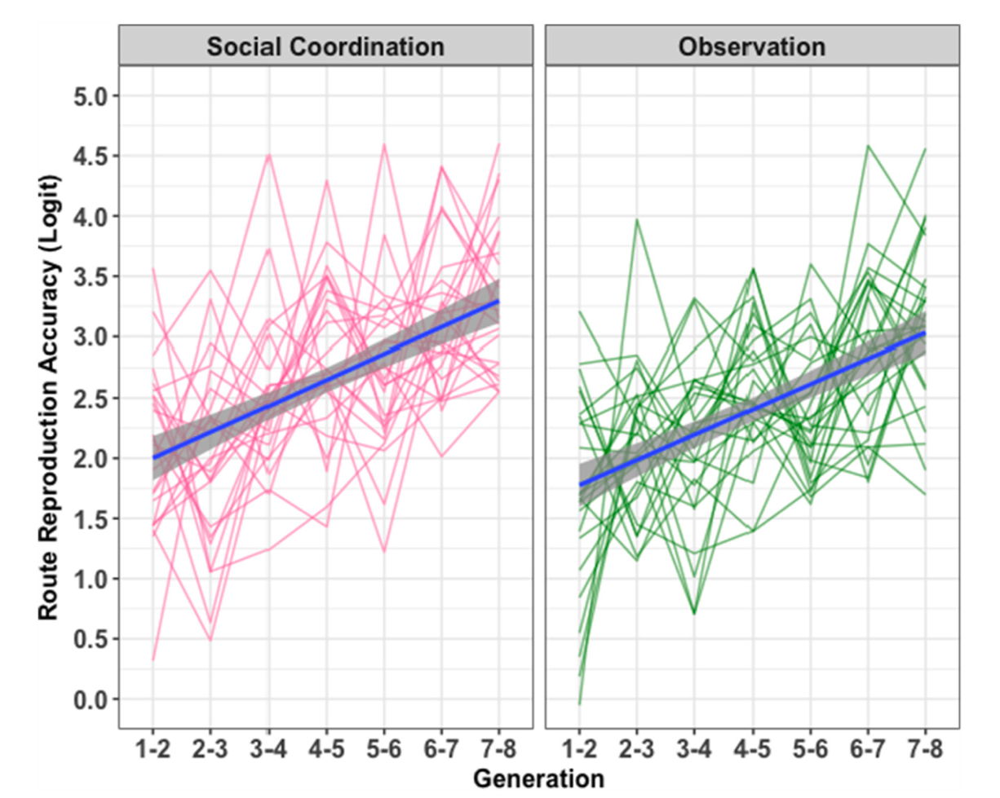 Social Coordination
Observation
Route Reproduction Accuracy (Logit)
5.0
4.5
4.0
3.5
3.0
2.5
2.0
1.5
1.0
0.5
0.0
1-2 2-3 3-4 4-5 5-6 6-7 7-8
1-2 2-3 3-4 4-5 5-6 6-7 7-8
Generation